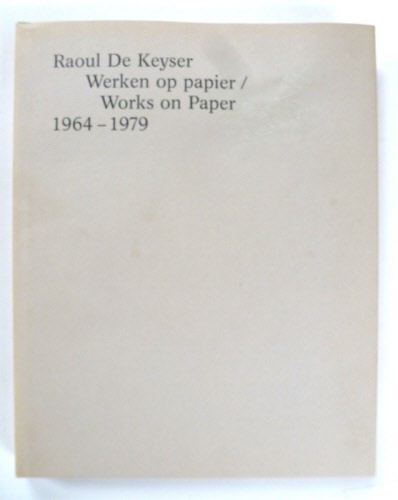 Raoul De Keyser
Werken op papier /
Works on Paper
1964 – 1979